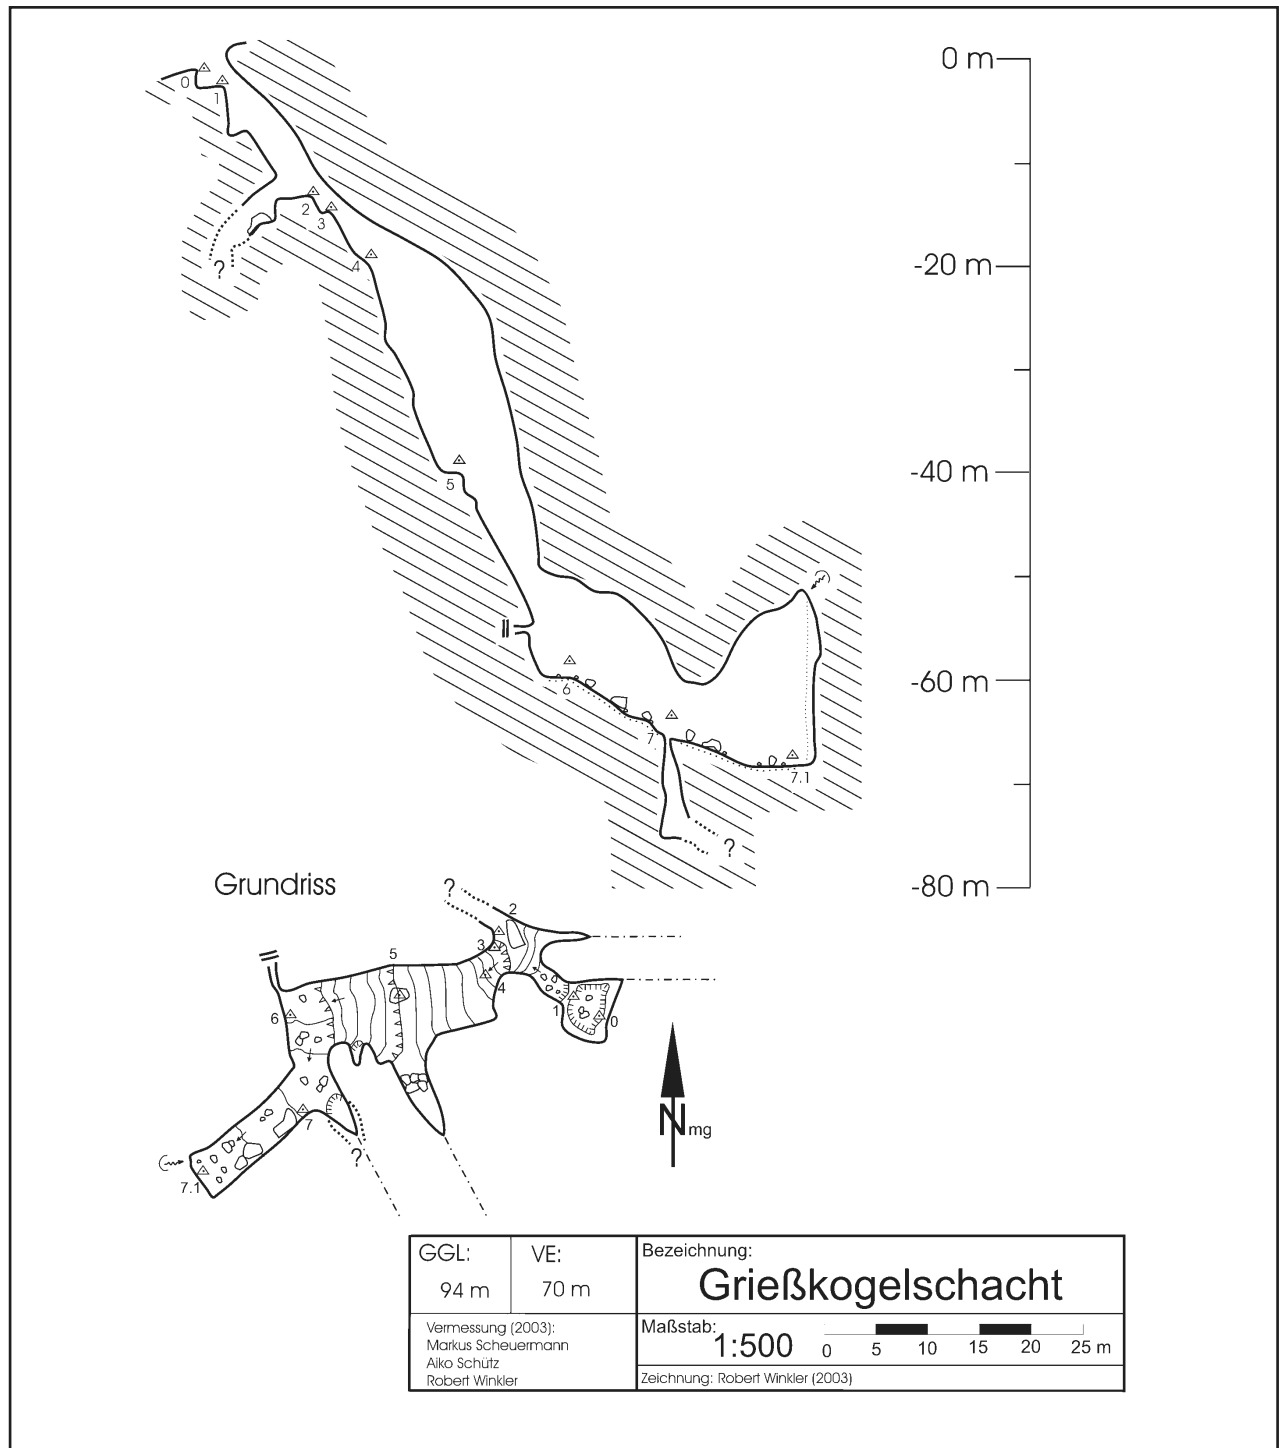 0 m
0
1
2
3
?
4
-20 m
-40 m
5
-60 m
6
7
7.1
?
-80 m
Grundriss
?
2
3
5
4
1
0
6
7
?
7.1
N mg
GGL:
94 m
VE:
70 m
Bezeichnung:
Grießkogelschacht
Vermessung (2003):
Markus Scheuermann
Aiko Schütz
Robert Winkler
Maßstab:
1:500
0 5 10 15 20 25 m
Zeichnung: Robert Winkler (2003)